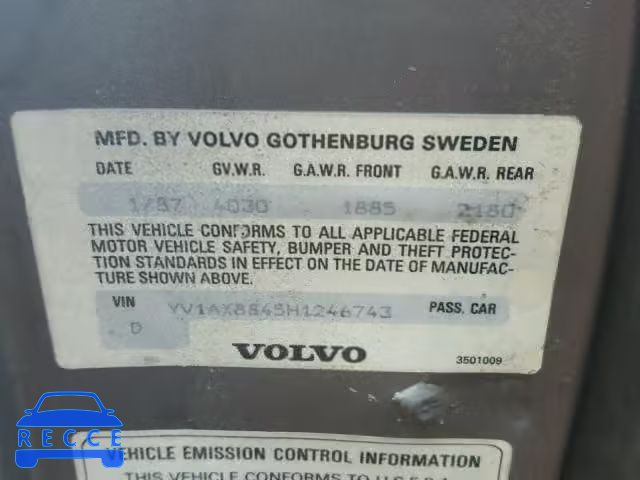 MFD. BY VOLVO GOTHENBURG SWEDEN
DATE GV.W.R. G.A.W.R. FRONT G.A.W.R. REAR
1/87 4030 1885 2180
THIS VEHICLE CONFORMS TO ALL APPLICABLE FEDERAL
MOTOR VEHICLE SAFETY, BUMPER AND THEFT PROTEC-
TION STANDARDS IN EFFECT ON THE DATE OF MANUFAC-
TURE SHOWN ABOVE.
VIN YV1AX8845H1246743 PASS. CAR
D
VOLVO
3501009
RECCE
VEHICLE EMISSION CONTROL INFORMATION
THIS VEHICLE CONFORMS TO U.S.E.P.A.